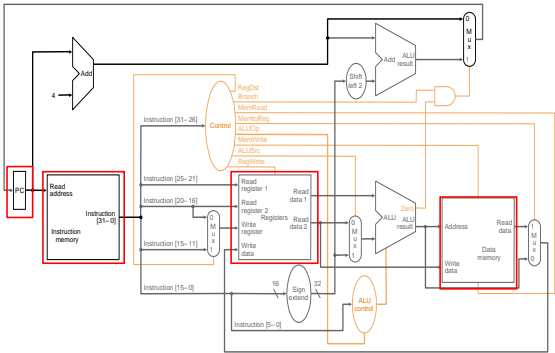 0
M
u
x
1
Add
ALU
result
Add
4
Shift
left 2
RegDst
Branch
MemRead
MemtoReg
ALUOp
MemWrite
ALUSrc
RegWrite
Control
Instruction [31–26]
PC
Read
address
Instruction
[31–0]
Instruction
memory
Instruction [25–21]
Instruction [20–16]
Instruction [15–11]
0
M
u
x
1
Read
register 1
Read
register 2
Registers
Write
register
Write
data
Read
data 1
Read
data 2
0
M
u
x
1
Zero
ALU
ALU
result
Address
Read
data
Data
memory
Write
data
1
M
u
x
0
Instruction [15–0]
16
Sign
extend
32
ALU
control
Instruction [5–0]